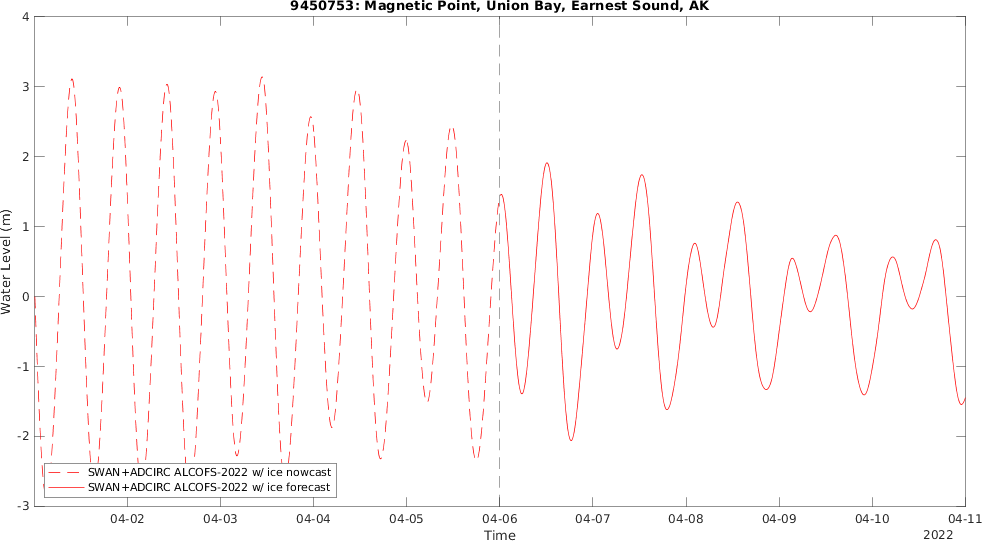 9450753: Magnetic Point, Union Bay, Earnest Sound, AK
4
3
2
1
0
-1
-2
-3
Water Level (m)
SWAN+ADCIRC ALCOFS-2022 w/ ice nowcast
SWAN+ADCIRC ALCOFS-2022 w/ ice forecast
04-02 04-03 04-04 04-05 04-06 04-07 04-08 04-09 04-10 04-11
Time
2022